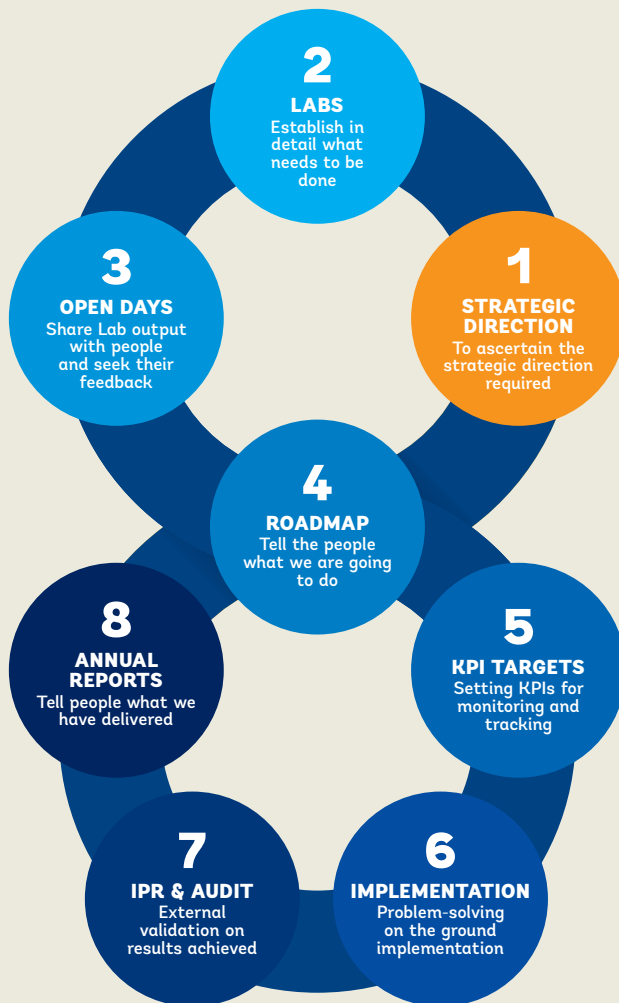 1
STRATEGIC
DIRECTION
To ascertain the
strategic direction
required
2
LABS
Establish in
detail what
needs to be
done
3
OPEN DAYS
Share Lab output
with people
and seek their
feedback
4
ROADMAP
Tell the people
what we are going
to do
5
KPI TARGETS
Setting KPIs for
monitoring and
tracking
6
IMPLEMENTATION
Problem-solving
on the ground
implementation
7
IPR & AUDIT
External
validation on
results achieved
8
ANNUAL
REPORTS
Tell people what we
have delivered